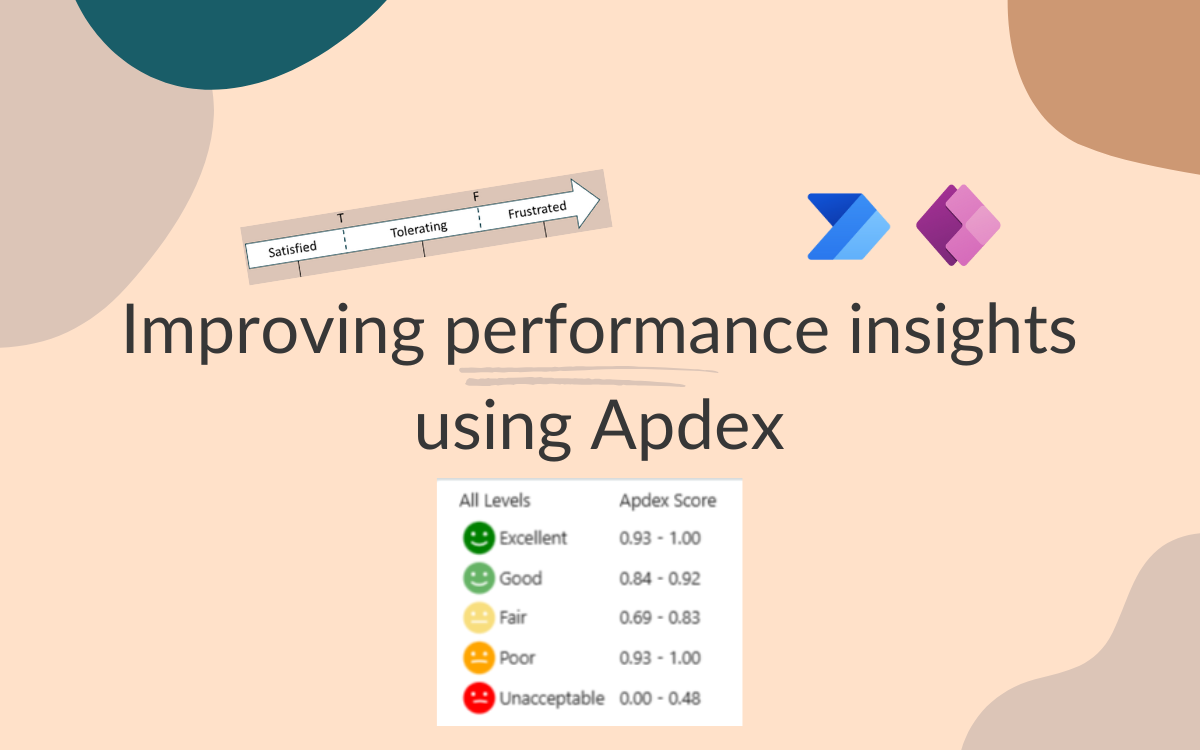 T
F
Satisfied
Tolerating
Frustrated
Improving performance insights
using Apdex
All Levels Apdex Score
Excellent 0.93 - 1.00
Good 0.84 - 0.92
Fair 0.69 - 0.83
Poor 0.93 - 1.00
Unacceptable 0.00 - 0.48